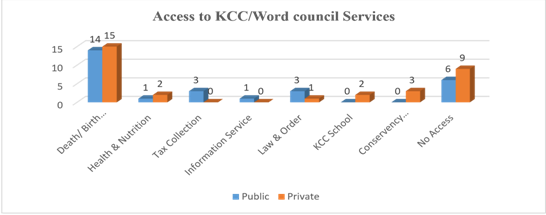 Access to KCC/Word council Services
14 15
1 2
3 0
1 0
3 1
0 2
0 3
6 9
15
10
5
0
Death/ Birth...
Health & Nutrition
Tax Collection
Information Service
Law & Order
KCC School
Conservency...
No Access
Public Private